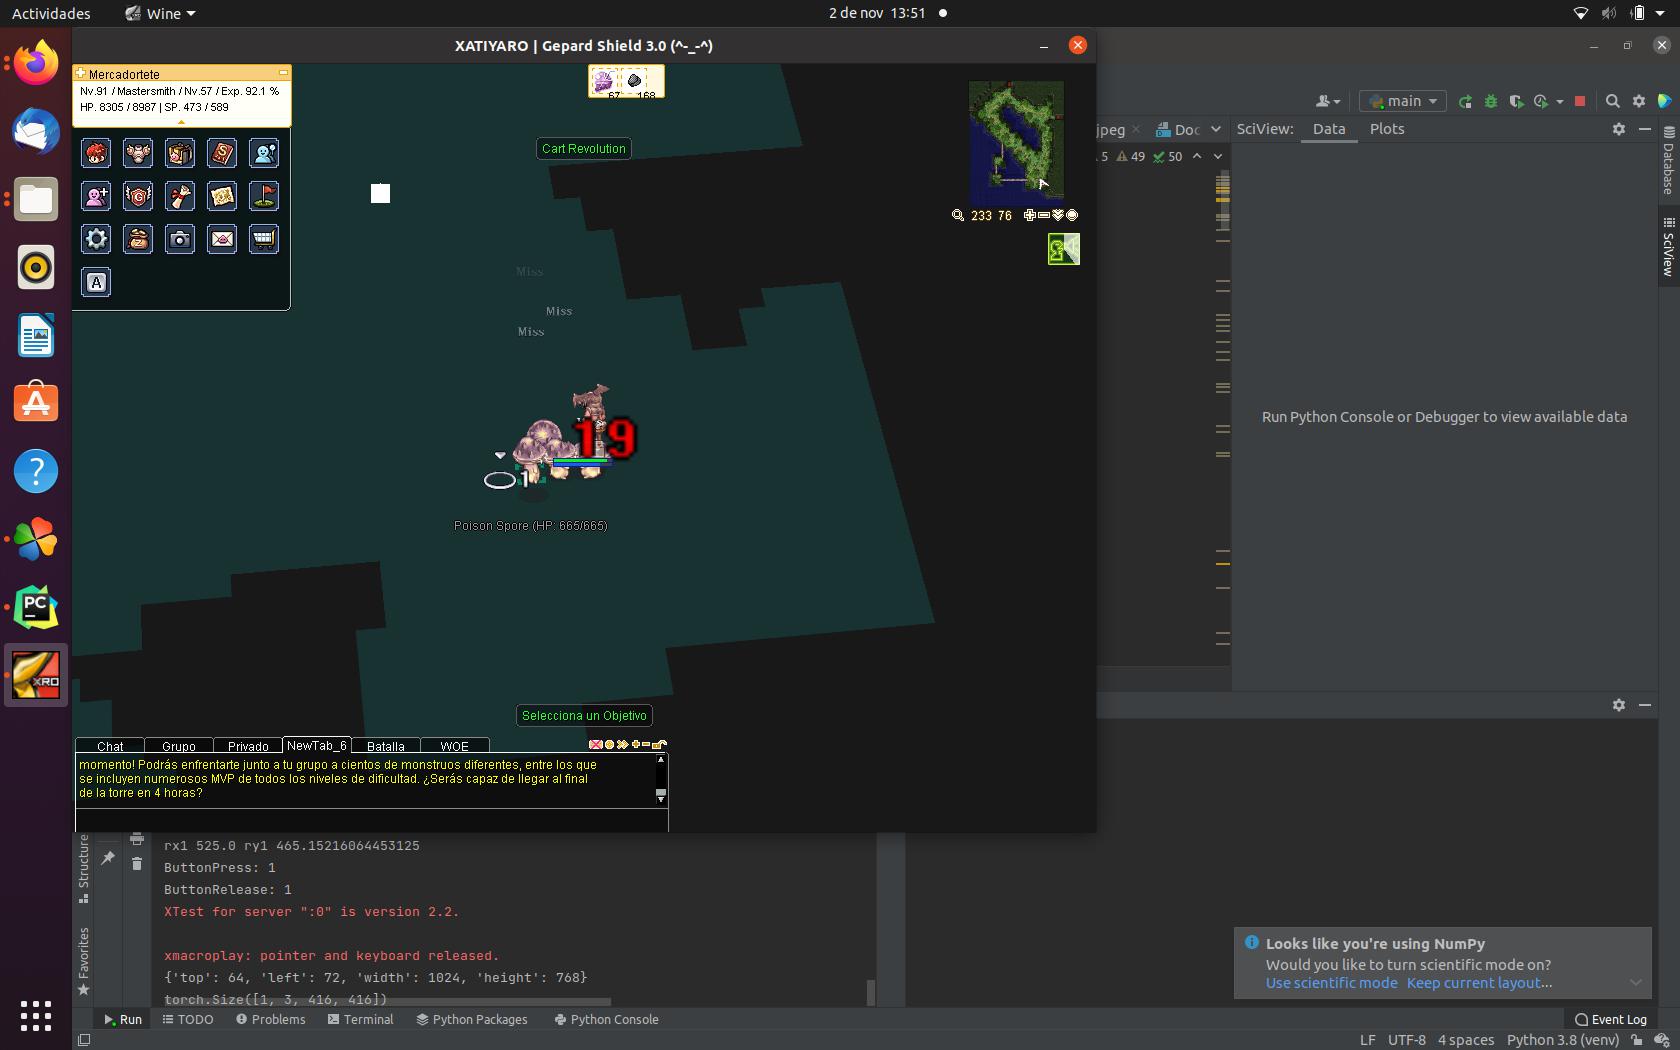 Actividades
Wine
2 de nov 13:51
XATIYARO | Gepard Shield 3.0 (^-_-^)
Mercadortete
Nv.91 / Mastersmith / Nv.57 / Exp. 92.1 %
HP. 8305 / 8987 | SP. 473 / 589
67 168
Cart Revolution
G
S
Z
A
233 76
Miss
Miss
Miss
19
1
Poison Spore (HP: 665/665)
Selecciona un Objetivo
Chat Grupo Privado NewTab_6 Batalla WOE
momento! Podrás enfrentarte junto a tu grupo a cientos de monstruos diferentes, entre los que
se incluyen numerosos MVP de todos los niveles de dificultad. ¿Serás capaz de llegar al final
de la torre en 4 horas?
PC
XRO
main
jpeg
Doc
SciView: Data Plots
5 49 50
Database
SciView
Run Python Console or Debugger to view available data
Structure
Favorites
rx1 525.0 ry1 465.15216064453125
ButtonPress: 1
ButtonRelease: 1
XTest for server ":0" is version 2.2.
xmacroplay: pointer and keyboard released.
{'top': 64, 'left': 72, 'width': 1024, 'height': 768}
torch.Size([1, 3, 416, 416])
Looks like you're using NumPy
Would you like to turn scientific mode on?
Use scientific mode Keep current layout...
Run TODO Problems Terminal Python Packages Python Console
Event Log
LF UTF-8 4 spaces Python 3.8 (venv)